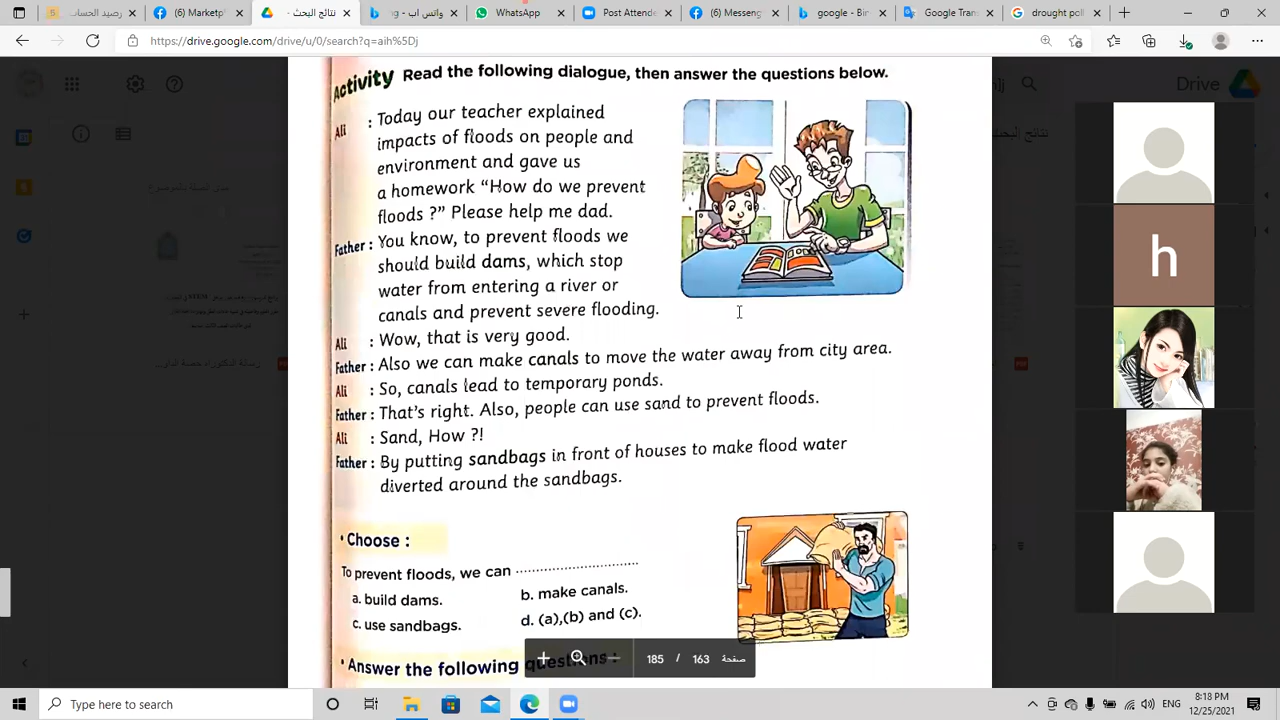 رصيد الحساب
(6) Marketpl
نتائج البحث -
واتس اب - bing
WhatsApp
Post Attende
(6) Messeng
google - Bin
Google Tran
drought poll
https://drive.google.com/drive/u/0/search?q=aih%5Dj
Drive
Activity Read the following dialogue, then answer the questions below.
Ali : Today our teacher explained
impacts of floods on people and
environment and gave us
a homework “How do we prevent
floods ?” Please help me dad.
Father : You know, to prevent floods we
should build dams, which stop
water from entering a river or
canals and prevent severe flooding.
Ali : Wow, that is very good.
Father : Also we can make canals to move the water away from city area.
Ali : So, canals lead to temporary ponds.
Father : That's right. Also, people can use sand to prevent floods.
Ali : Sand, How ?!
Father : By putting sandbags in front of houses to make flood water
diverted around the sandbags.
• Choose :
To prevent floods, we can ..............................
a. build dams.
b. make canals.
c. use sandbags.
d. (a),(b) and (c).
• Answer the following questions :
صفحة 163 / 185
h
Type here to search
ENG
8:18 PM
12/25/2021